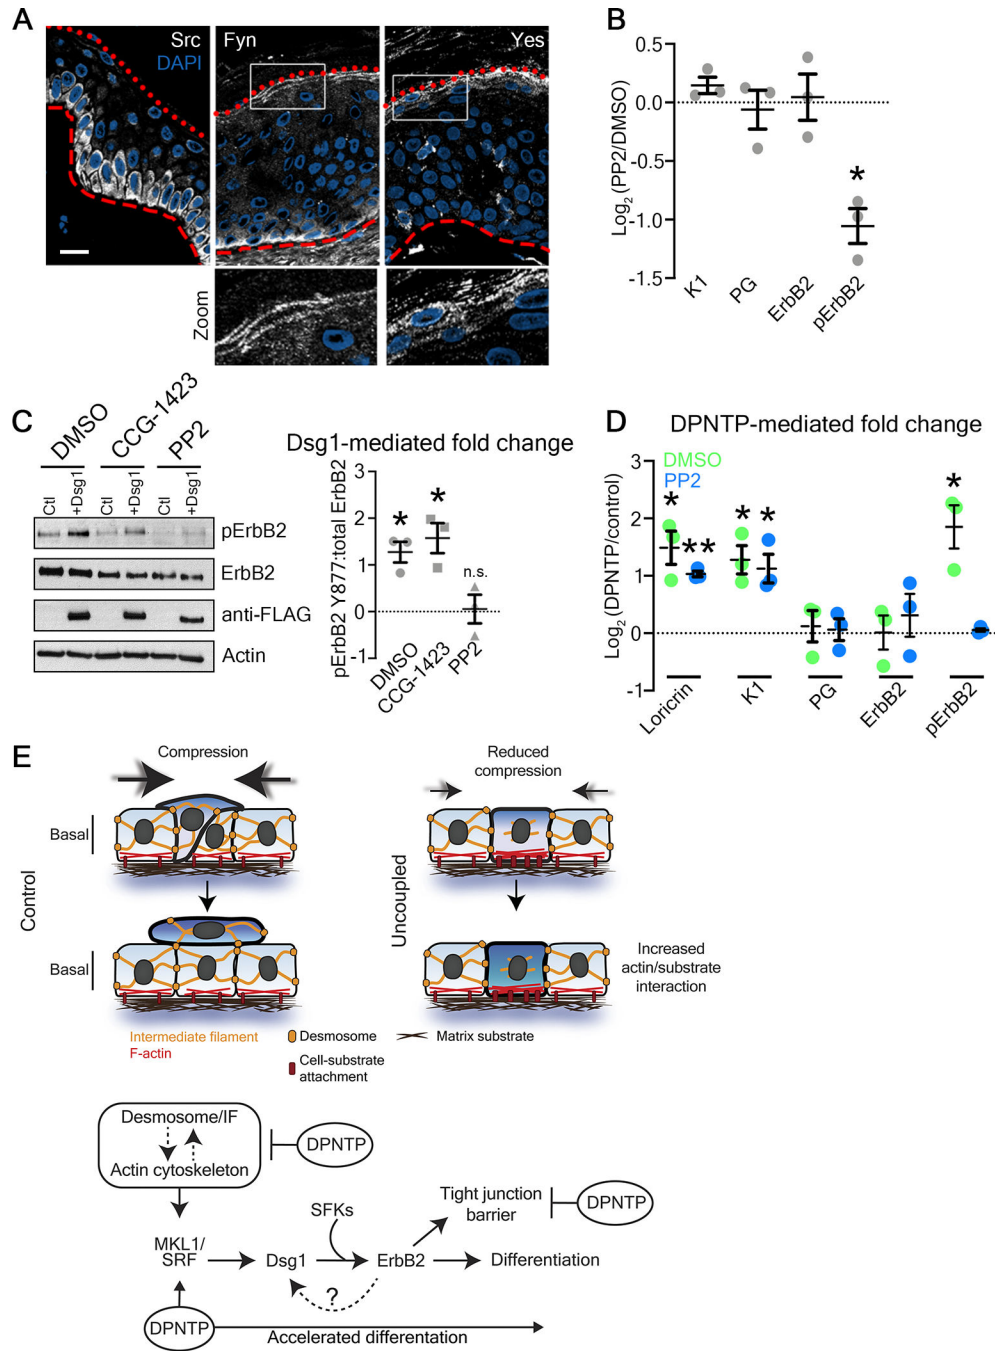 A
Src
DAPI
Fyn
Yes
Zoom
B
Log2 (PP2/DMSO)
0.5
0.0
-0.5
-1.0
-1.5
*
K1
PG
ErbB2
pErbB2
C
DMSO
CCG-1423
PP2
Ctl
+Dsg1
Ctl
+Dsg1
Ctl
+Dsg1
pErbB2
ErbB2
anti-FLAG
Actin
Dsg1-mediated fold change
pErbB2 Y877:total ErbB2
3
2
1
0
-1
*
*
n.s.
DMSO
CCG-1423
PP2
D
DPNTP-mediated fold change
DMSO
PP2
Log2 (DPNTP/control)
3
2
1
0
-1
*
**
*
*
*
Loricrin
K1
PG
ErbB2
pErbB2
E
Compression
Reduced
compression
Control
Basal
Basal
Uncoupled
Increased
actin/substrate
interaction
Intermediate filament
F-actin
Desmosome
Matrix substrate
Cell-substrate
attachment
Desmosome/IF
Actin cytoskeleton
DPNTP
MKL1/
SRF
Dsg1
SFKs
ErbB2
Tight junction
barrier
DPNTP
Differentiation
?
DPNTP
Accelerated differentation